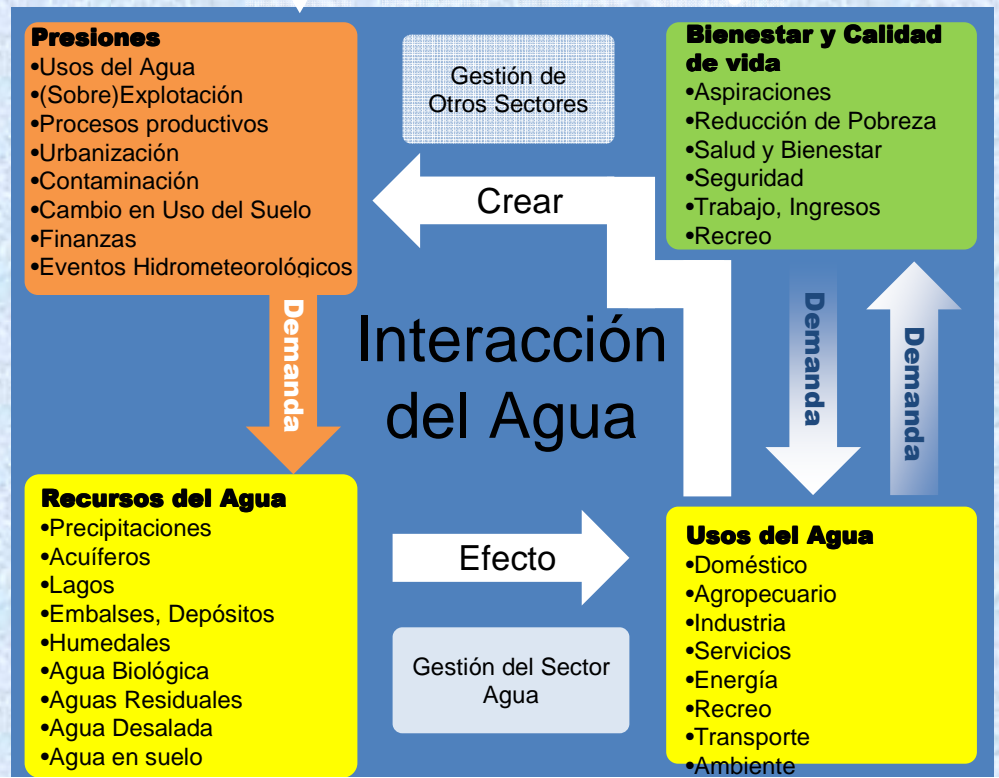 Presiones
•Usos del Agua
•(Sobre)Explotación
•Procesos productivos
•Urbanización
•Contaminación
•Cambio en Uso del Suelo
•Finanzas
•Eventos Hidrometeorológicos
Gestión de
Otros Sectores
Bienestar y Calidad
de vida
•Aspiraciones
•Reducción de Pobreza
•Salud y Bienestar
•Seguridad
•Trabajo, Ingresos
•Recreo
Crear
Demanda
Interacción
del Agua
Demanda
Demanda
Recursos del Agua
•Precipitaciones
•Acuíferos
•Lagos
•Embalses, Depósitos
•Humedales
•Agua Biológica
•Aguas Residuales
•Agua Desalada
•Agua en suelo
Efecto
Gestión del Sector
Agua
Usos del Agua
•Doméstico
•Agropecuario
•Industria
•Servicios
•Energía
•Recreo
•Transporte
•Ambiente